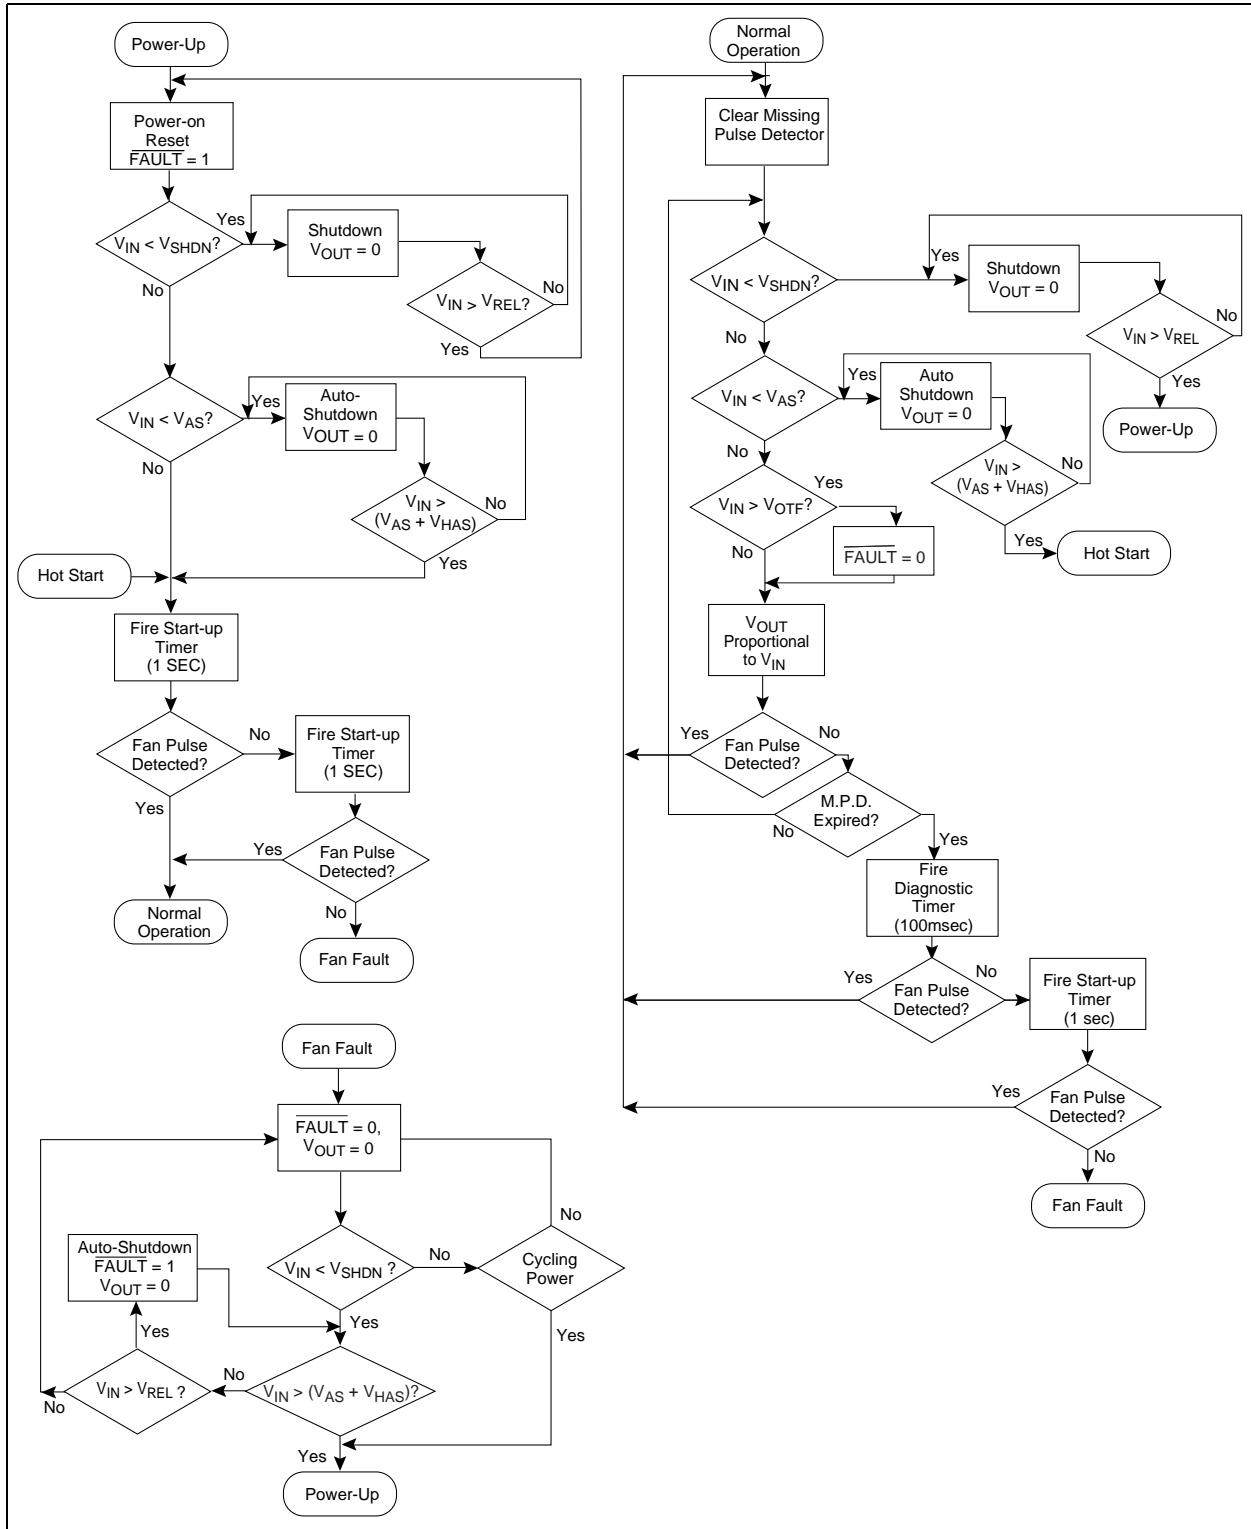 Power-Up
Power-on
Reset
FAULT = 1
VIN < VSHDN?
Yes
Shutdown
VOUT = 0
VIN > VREL?
No
Yes
No
VIN < VAS?
Yes
Auto-
Shutdown
VOUT = 0
VIN >
(VAS + VHAS)
No
Yes
No
Hot Start
Fire Start-up
Timer
(1 SEC)
Fan Pulse
Detected?
No
Fire Start-up
Timer
(1 SEC)
Yes
Yes
Fan Pulse
Detected?
No
Normal
Operation
Fan Fault
Fan Fault
FAULT = 0,
VOUT = 0
VIN < VSHDN ?
No
Cycling
Power
No
Yes
Yes
Auto-Shutdown
FAULT = 1
VOUT = 0
Yes
VIN > VREL ?
No
No
VIN > (VAS + VHAS)?
Yes
Power-Up
Normal
Operation
Clear Missing
Pulse Detector
VIN < VSHDN?
Yes
Shutdown
VOUT = 0
VIN > VREL
No
Yes
Power-Up
No
VIN < VAS?
Yes
Auto
Shutdown
VOUT = 0
VIN >
(VAS + VHAS)
No
Yes
Hot Start
No
VIN > VOTF?
Yes
FAULT = 0
No
VOUT
Proportional
to VIN
Fan Pulse
Detected?
Yes
No
M.P.D.
Expired?
No
Yes
Fire
Diagnostic
Timer
(100msec)
Fan Pulse
Detected?
Yes
No
Fire Start-up
Timer
(1 sec)
Fan Pulse
Detected?
Yes
No
Fan Fault